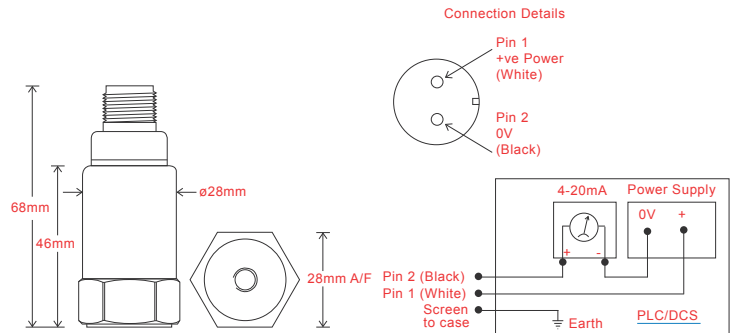 Connection Details
Pin 1
+ve Power
(White)
Pin 2
0V
(Black)
68mm
46mm
ø28mm
28mm A/F
4-20mA
Power Supply
0V +
+ -
Pin 2 (Black)
Pin 1 (White)
Screen
to case
Earth
PLC/DCS